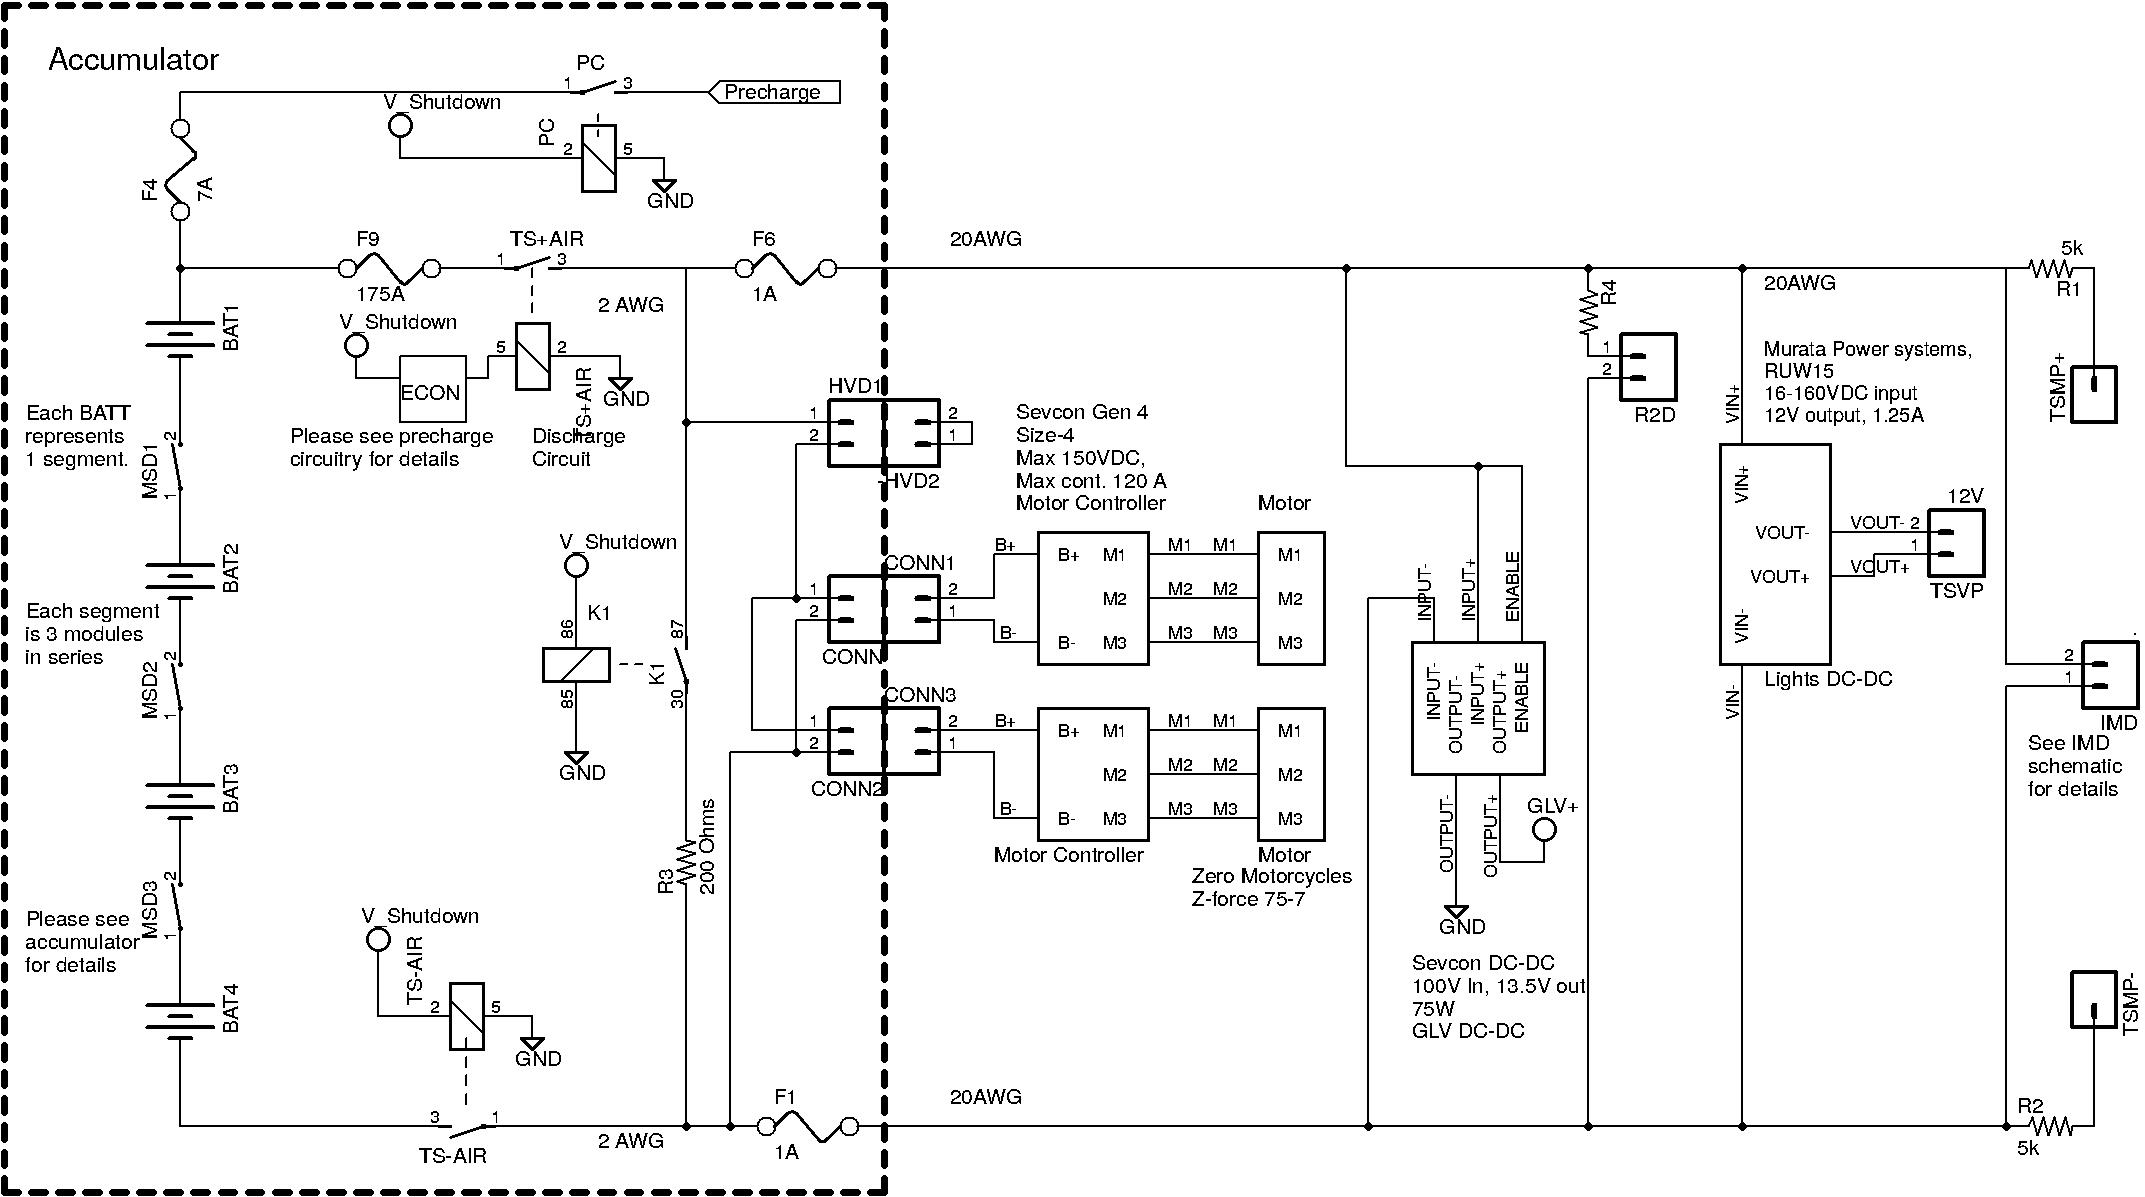 Accumulator
PC
1
3
Precharge
V_Shutdown
PC
2
5
GND
F4
7A
F9
175A
TS+AIR
1
3
F6
1A
2 AWG
20AWG
V_Shutdown
ECON
5
2
TS+AIR
GND
Please see precharge
circuitry for details
Discharge
Circuit
BAT1
Each BATT
represents
1 segment.
MSD1
2
1
BAT2
Each segment
is 3 modules
in series
MSD2
2
1
BAT3
MSD3
2
1
Please see
accumulator
for details
BAT4
V_Shutdown
K1
86
85
GND
K1
87
30
R3
200 Ohms
V_Shutdown
TS-AIR
2
5
GND
3
1
TS-AIR
2 AWG
F1
1A
20AWG
HVD1
1
2
2
1
HVD2
CONN1
1
2
2
1
CONN
CONN3
1
2
2
1
CONN2
Sevcon Gen 4
Size-4
Max 150VDC,
Max cont. 120 A
Motor Controller
Motor
B+
B+
M1
M1
M1
M1
M2
M2
M2
M2
B-
B-
M3
M3
M3
M3
B+
B+
M1
M1
M1
M1
M2
M2
M2
M2
B-
B-
M3
M3
M3
M3
Motor Controller
Motor
Zero Motorcycles
Z-force 75-7
INPUT-
INPUT+
ENABLE
INPUT-
OUTPUT-
INPUT+
OUTPUT+
ENABLE
OUTPUT-
OUTPUT+
GLV+
GND
Sevcon DC-DC
100V In, 13.5V out
75W
GLV DC-DC
R4
1
2
R2D
20AWG
Murata Power systems,
RUW15
16-160VDC input
12V output, 1.25A
VIN+
VIN+
VOUT-
VOUT+
VIN-
VIN-
VOUT-
VOUT+
2
1
12V
TSVP
Lights DC-DC
5k
R1
TSMP+
2
1
IMD
See IMD
schematic
for details
TSMP-
R2
5k